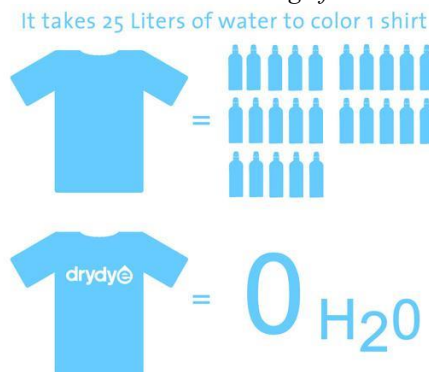 It takes 25 Liters of water to color 1 shirt
=
drydye
= 0 H20